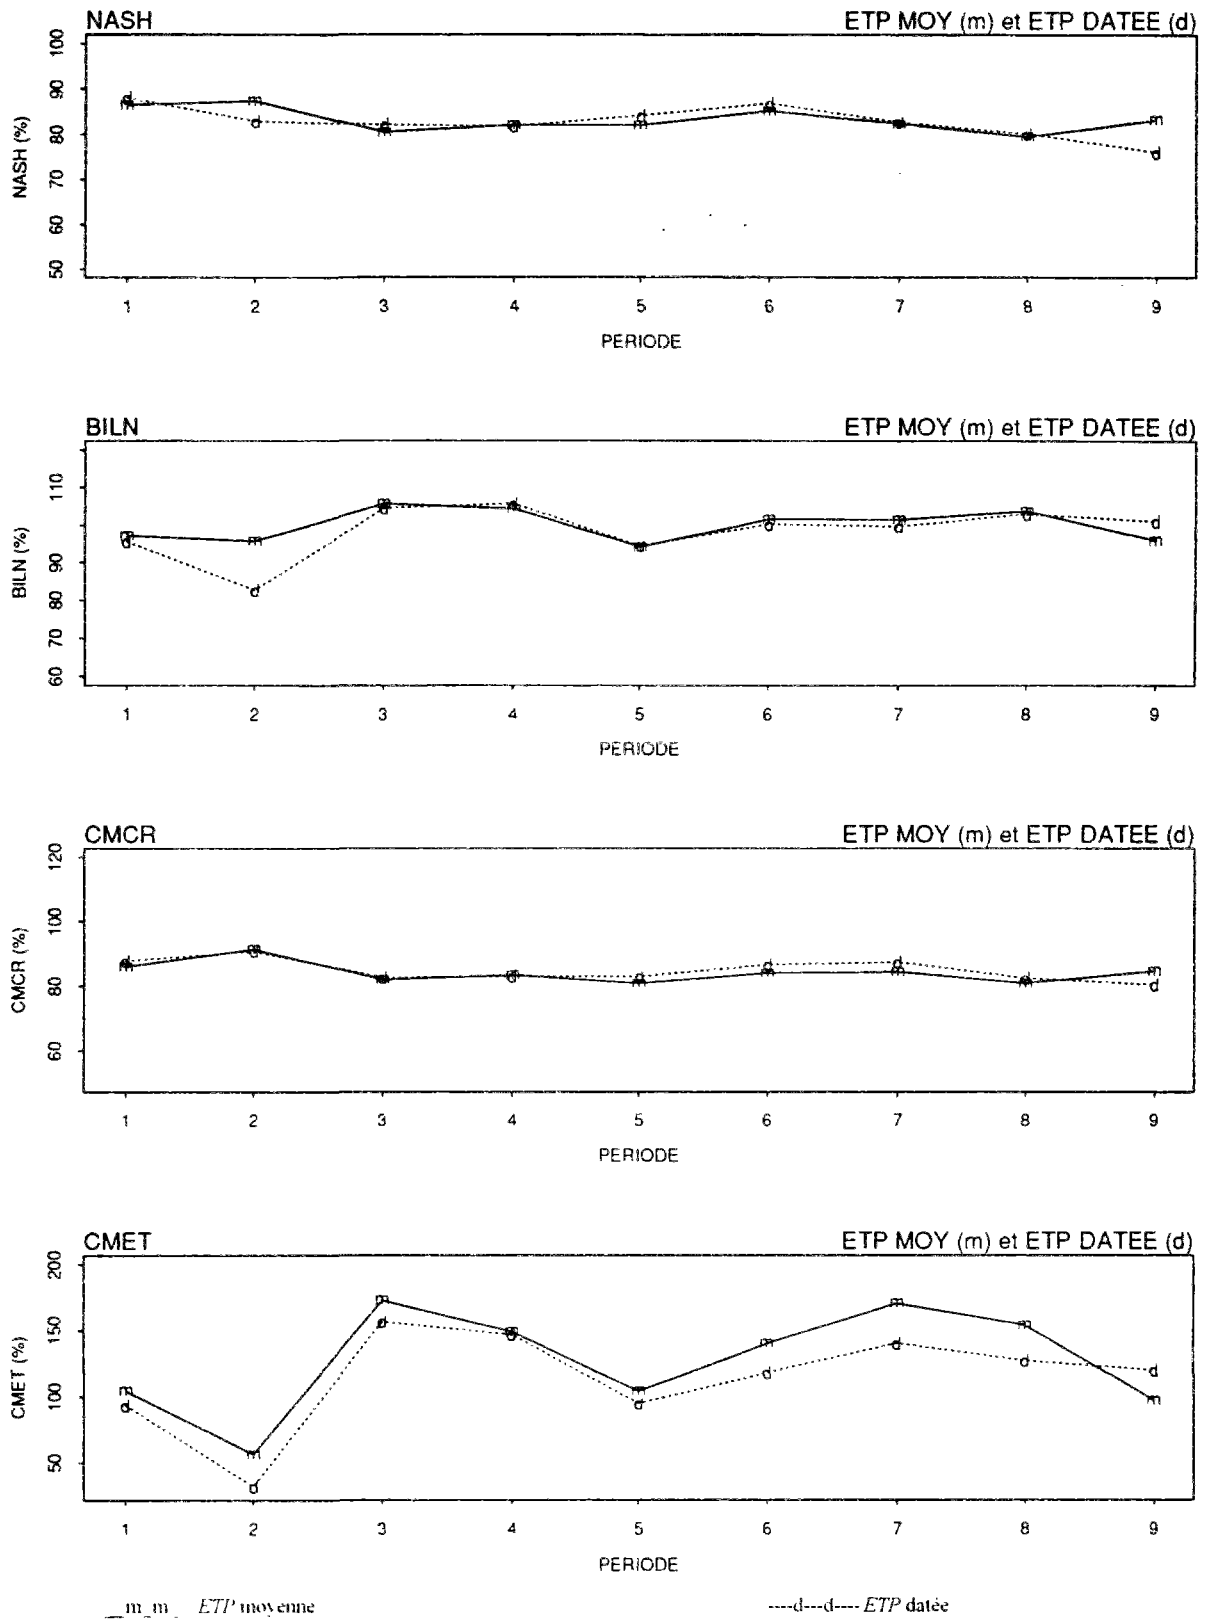 NASH ETP MOY (m) et ETP DATEE (d)
100
90
80
70
60
50
NASH (%)
m m m m m m m m m
d d d d d d d d d
1 2 3 4 5 6 7 8 9
PERIODE
BILN ETP MOY (m) et ETP DATEE (d)
110
90
80
70
60
BILN (%)
m m m m m m m m m
d d d d d d d d d
1 2 3 4 5 6 7 8 9
PERIODE
CMCR ETP MOY (m) et ETP DATEE (d)
120
100
80
60
CMCR (%)
m m m m m m m m m
d d d d d d d d d
1 2 3 4 5 6 7 8 9
PERIODE
CMET ETP MOY (m) et ETP DATEE (d)
200
150
100
50
CMET (%)
m m m m m m m m m
d d d d d d d d d
1 2 3 4 5 6 7 8 9
PERIODE
m m ETP moyenne ----d---d---- ETP datée